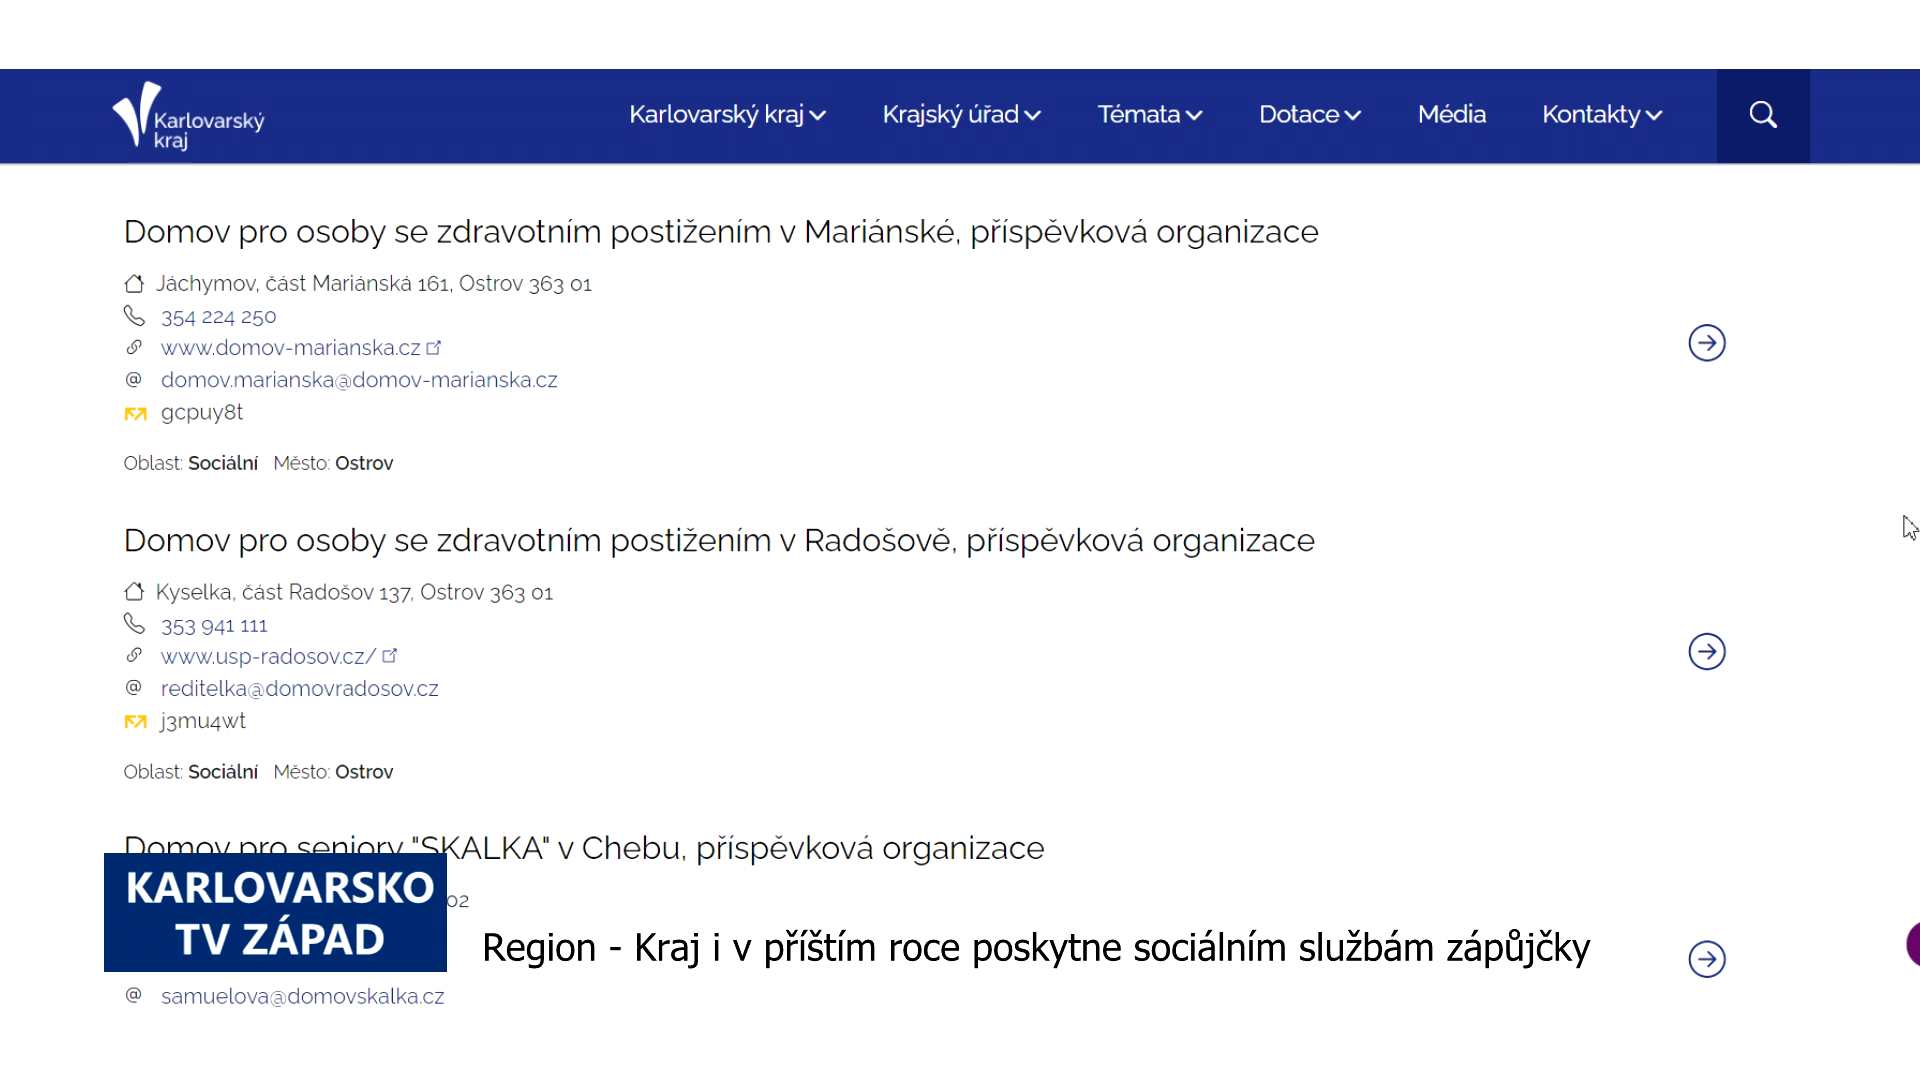 Karlovarský
kraj
Karlovarský kraj Krajský úřad Témata Dotace Média Kontakty
Domov pro osoby se zdravotním postižením v Mariánské, příspěvková organizace
Jáchymov, část Mariánská 161, Ostrov 363 01
354 224 250
www.domov-marianska.cz
@ domov.marianska@domov-marianska.cz
gcpuy8t
Oblast: Sociální Město: Ostrov
Domov pro osoby se zdravotním postižením v Radošově, příspěvková organizace
Kyselka, část Radošov 137, Ostrov 363 01
353 941 111
www.usp-radosov.cz/
@ reditelka@domovradosov.cz
j3mu4wt
Oblast: Sociální Město: Ostrov
Domov pro seniory "SKALKA" v Chebu, příspěvková organizace
02
KARLOVARSKO
TV ZÁPAD
Region - Kraj i v příštím roce poskytne sociálním službám zápůjčky
@ samuelova@domovskalka.cz